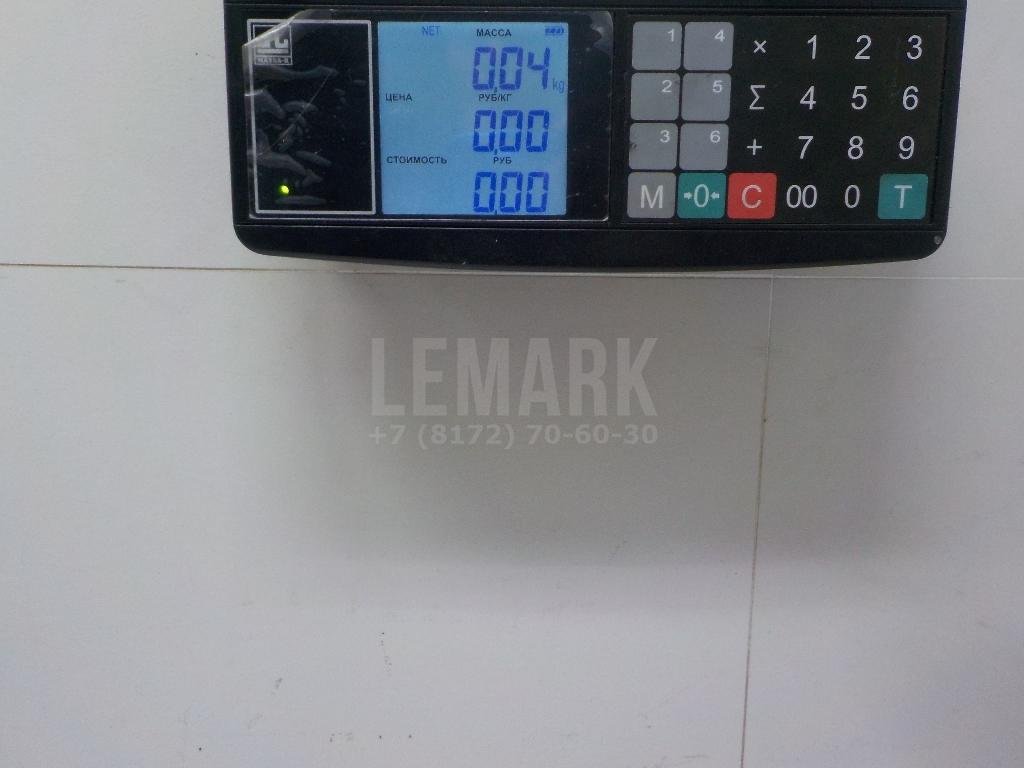 NET МАССА
0,04 kg
ЦЕНА РУБ/КГ
0,00
СТОИМОСТЬ РУБ
0,00
МАССА-К
1 4 × 1 2 3
2 5 Σ 4 5 6
3 6 + 7 8 9
M →0← C 00 0 T
LEMARK
+7 (8172) 70-60-30